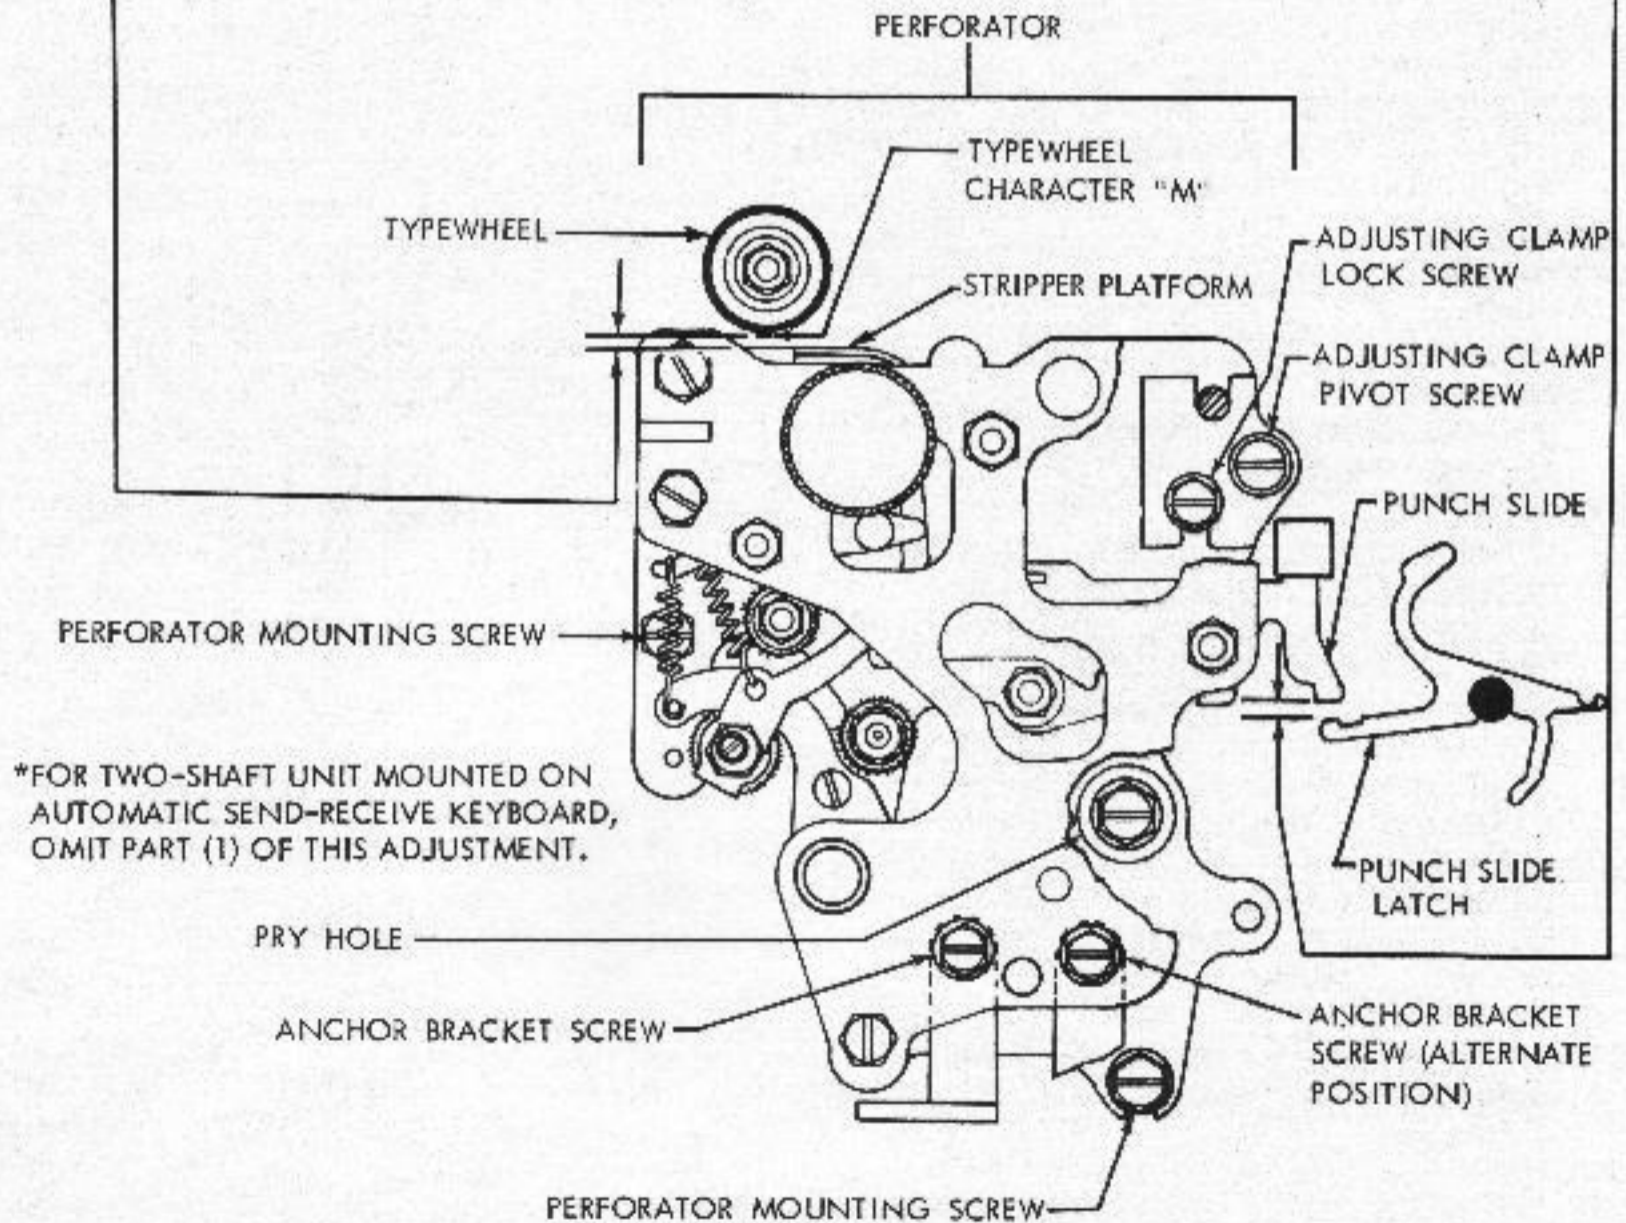 PERFORATOR
TYPEWHEEL
CHARACTER "M"
TYPEWHEEL
ADJUSTING CLAMP
LOCK SCREW
STRIPPER PLATFORM
ADJUSTING CLAMP
PIVOT SCREW
PUNCH SLIDE
PERFORATOR MOUNTING SCREW
*FOR TWO-SHAFT UNIT MOUNTED ON
AUTOMATIC SEND-RECEIVE KEYBOARD,
OMIT PART (1) OF THIS ADJUSTMENT.
PUNCH SLIDE
LATCH
PRY HOLE
ANCHOR BRACKET SCREW
ANCHOR BRACKET
SCREW (ALTERNATE
POSITION)
PERFORATOR MOUNTING SCREW